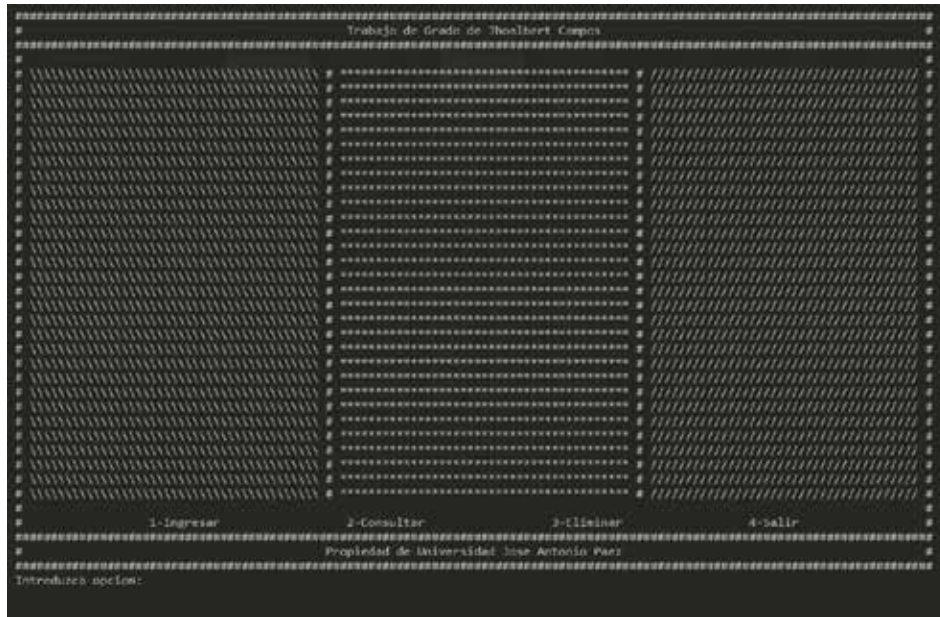 Trabajo de Grado de Jhoalbert Campos
1-Ingresar 2-Consultar 3-Eliminar 4-Salir
Propiedad de Universidad Jose Antonio Paez
Introduzca opcion: